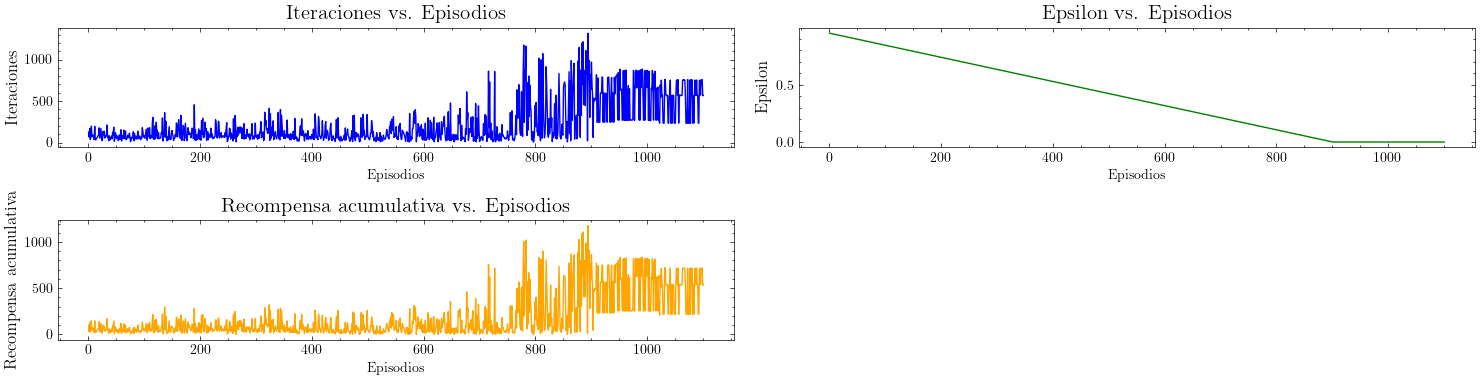 Iteraciones vs. Episodios
Iteraciones
1000
500
0
0 200 400 600 800 1000
Episodios
Epsilon vs. Episodios
Epsilon
0.5
0.0
0 200 400 600 800 1000
Episodios
Recompensa acumulativa vs. Episodios
Recompensa acumulativa
1000
500
0
0 200 400 600 800 1000
Episodios